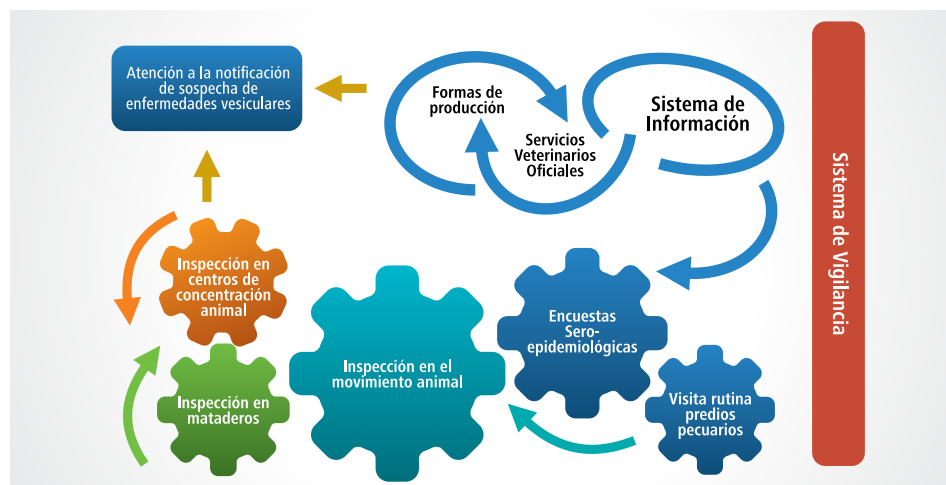 Atención a la notificación
de sospecha de
enfermedades vesiculares
Formas de
producción
Servicios
Veterinarios
Oficiales
Sistema de
Información
Sistema de Vigilancia
Inspección en
centros de
concentración
animal
Inspección en
mataderos
Inspección en el
movimiento animal
Encuestas
Sero-
epidemiológicas
Visita rutina
predios
pecuarios